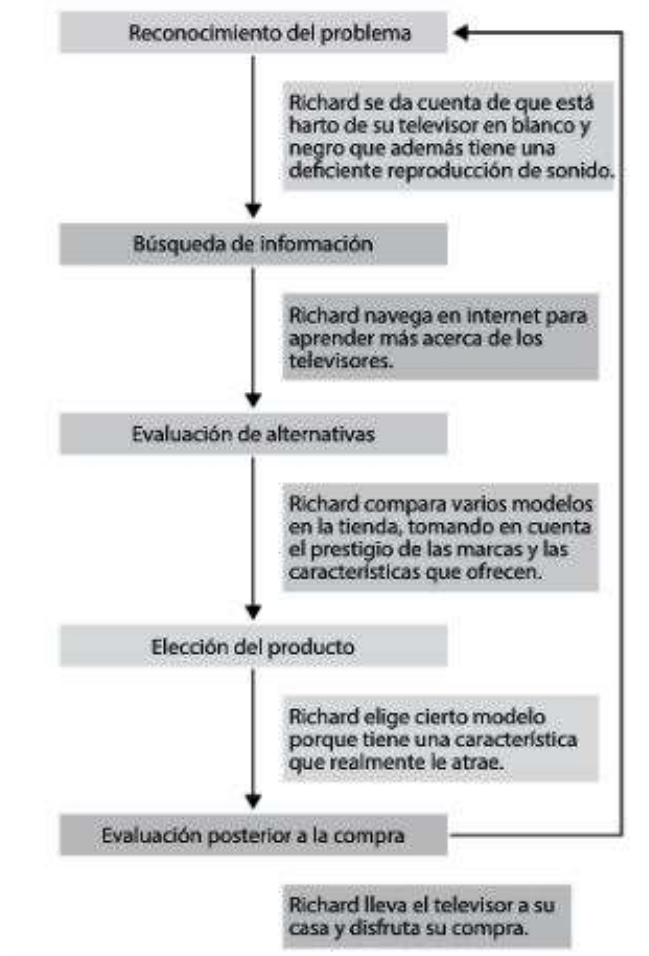 Reconocimiento del problema
Richard se da cuenta de que está
harto de su televisor en blanco y
negro que además tiene una
deficiente reproducción de sonido.
Búsqueda de información
Richard navega en internet para
aprender más acerca de los
televisores.
Evaluación de alternativas
Richard compara varios modelos
en la tienda, tomando en cuenta
el prestigio de las marcas y las
características que ofrecen.
Elección del producto
Richard elige cierto modelo
porque tiene una característica
que realmente le atrae.
Evaluación posterior a la compra
Richard lleva el televisor a su
casa y disfruta su compra.